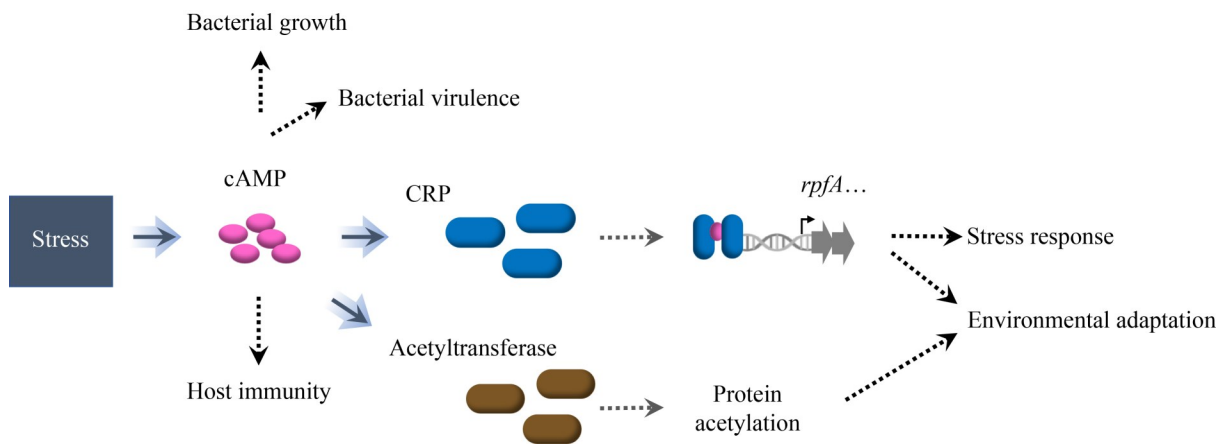 Bacterial growth
Bacterial virulence
cAMP
CRP
rpfA…
Stress
Stress response
Environmental adaptation
Acetyltransferase
Host immunity
Protein
acetylation